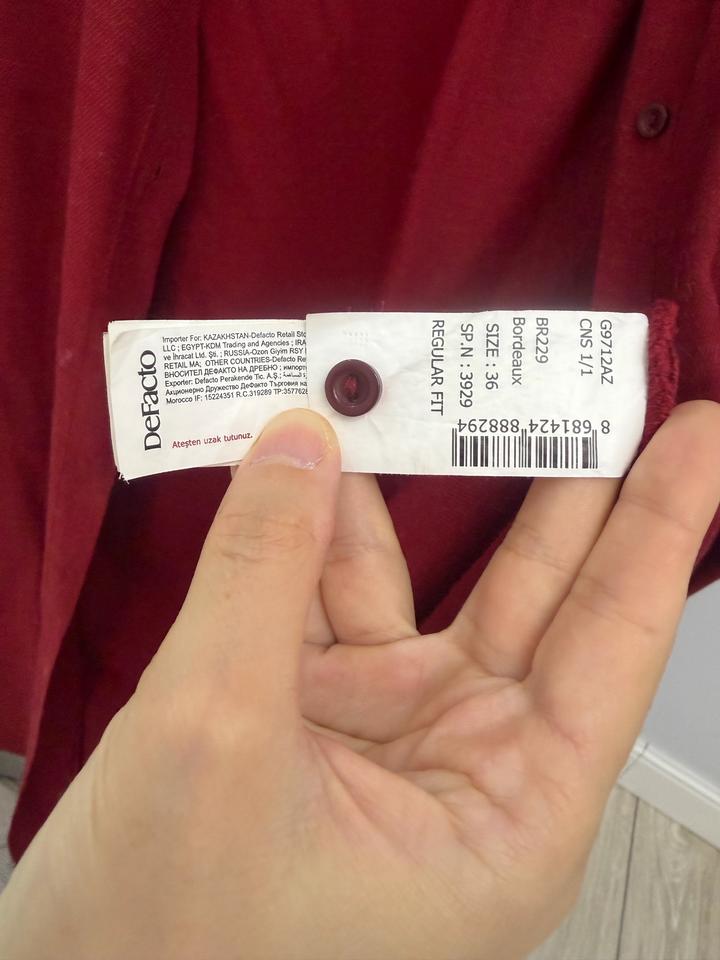 DeFacto
Importer For: KAZAKHSTAN-Defacto Retail Sto
LLC ; EGYPT-KDM Trading and Agencies ; IRA
ve İhracat Ltd. Şti. ; RUSSIA-Ozon Giyim RSY
RETAIL MA; OTHER COUNTRIES-Defacto Re
ВНОСИТЕЛ ДЕФАКТО НА ДРЕБНО ; импорт
Exporter: Defacto Perakende Tic. A.Ş.;
Акционерно Дружество ДеФакто Търговия на
Morocco IF: 15224351 R.C.319289 TP:3577628
Ateşten uzak tutunuz.
G9712AZ
CNS 1/1
BR229
Bordeaux
SIZE : 36
SP.N : 3929
REGULAR FIT
8 681424 888294